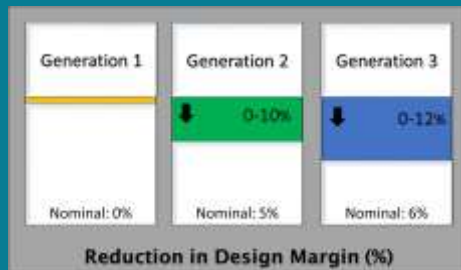 Generation 1
Generation 2
Generation 3
0-10%
0-12%
Nominal: 0%
Nominal: 5%
Nominal: 6%
Reduction in Design Margin (%)